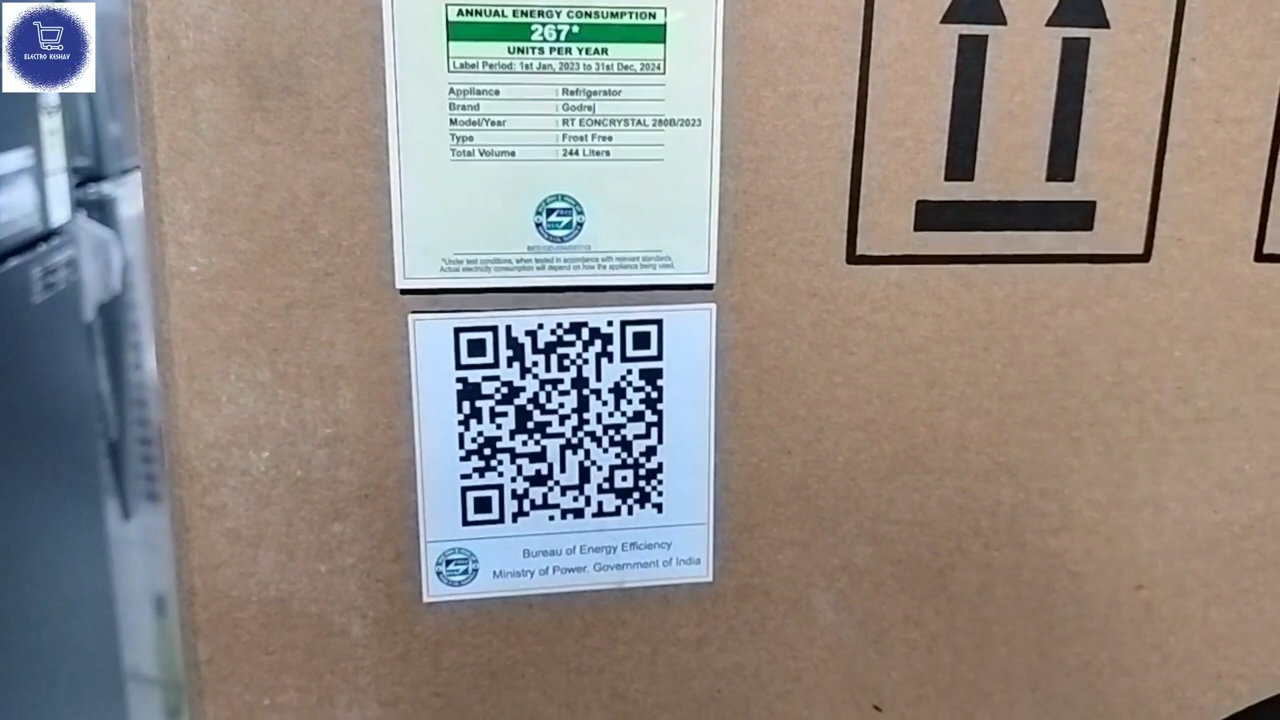 ELECTRO KESHAV
ANNUAL ENERGY CONSUMPTION
267*
UNITS PER YEAR
Label Period: 1st Jan, 2023 to 31st Dec, 2024
Appliance : Refrigerator
Brand : Godrej
Model/Year : RT EONCRYSTAL 280B/2023
Type : Frost Free
Total Volume : 244 Liters
*Under test conditions, when tested in accordance with relevant standards.
Actual electricity consumption will depend on how the appliance being used.
Bureau of Energy Efficiency
Ministry of Power, Government of India